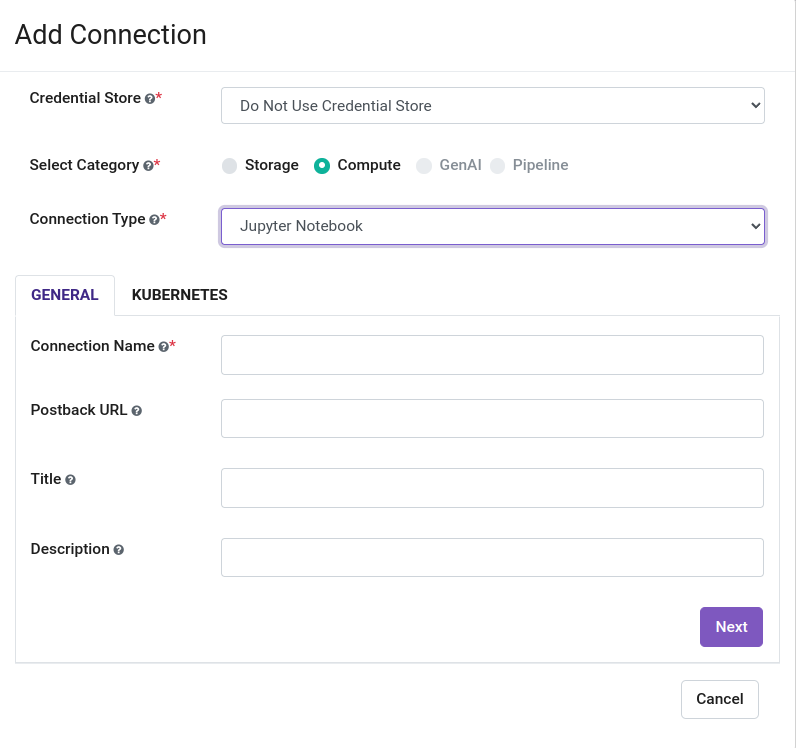 Add Connection
Credential Store ?*
Do Not Use Credential Store
Select Category ?*
Storage Compute GenAI Pipeline
Connection Type ?*
Jupyter Notebook
GENERAL KUBERNETES
Connection Name ?*
Postback URL ?
Title ?
Description ?
Next
Cancel